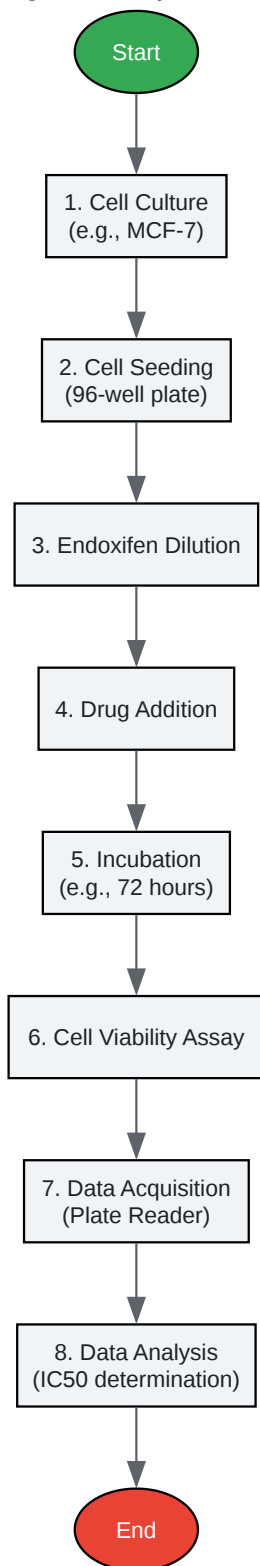 Start
1. Cell Culture
(e.g., MCF-7)
2. Cell Seeding
(96-well plate)
3. Endoxifen Dilution
4. Drug Addition
5. Incubation
(e.g., 72 hours)
6. Cell Viability Assay
7. Data Acquisition
(Plate Reader)
8. Data Analysis
(IC50 determination)
End